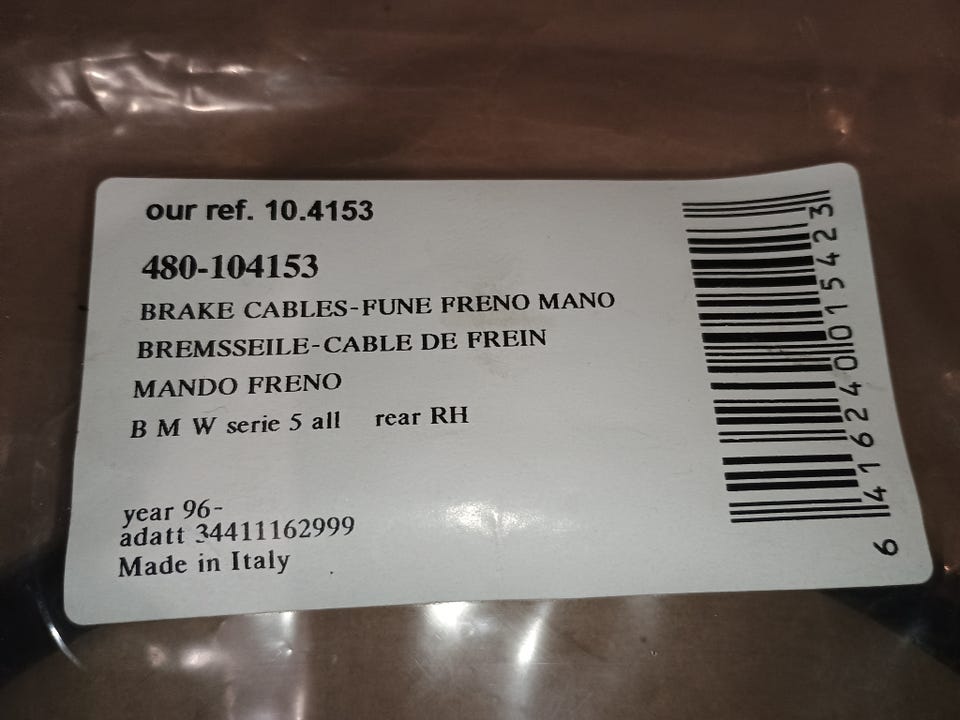 our ref. 10.4153
480-104153
BRAKE CABLES-FUNE FRENO MANO
BREMSSEILE-CABLE DE FREIN
MANDO FRENO
B M W serie 5 all rear RH
year 96-
adatt 34411162999
Made in Italy
6 416240 015423